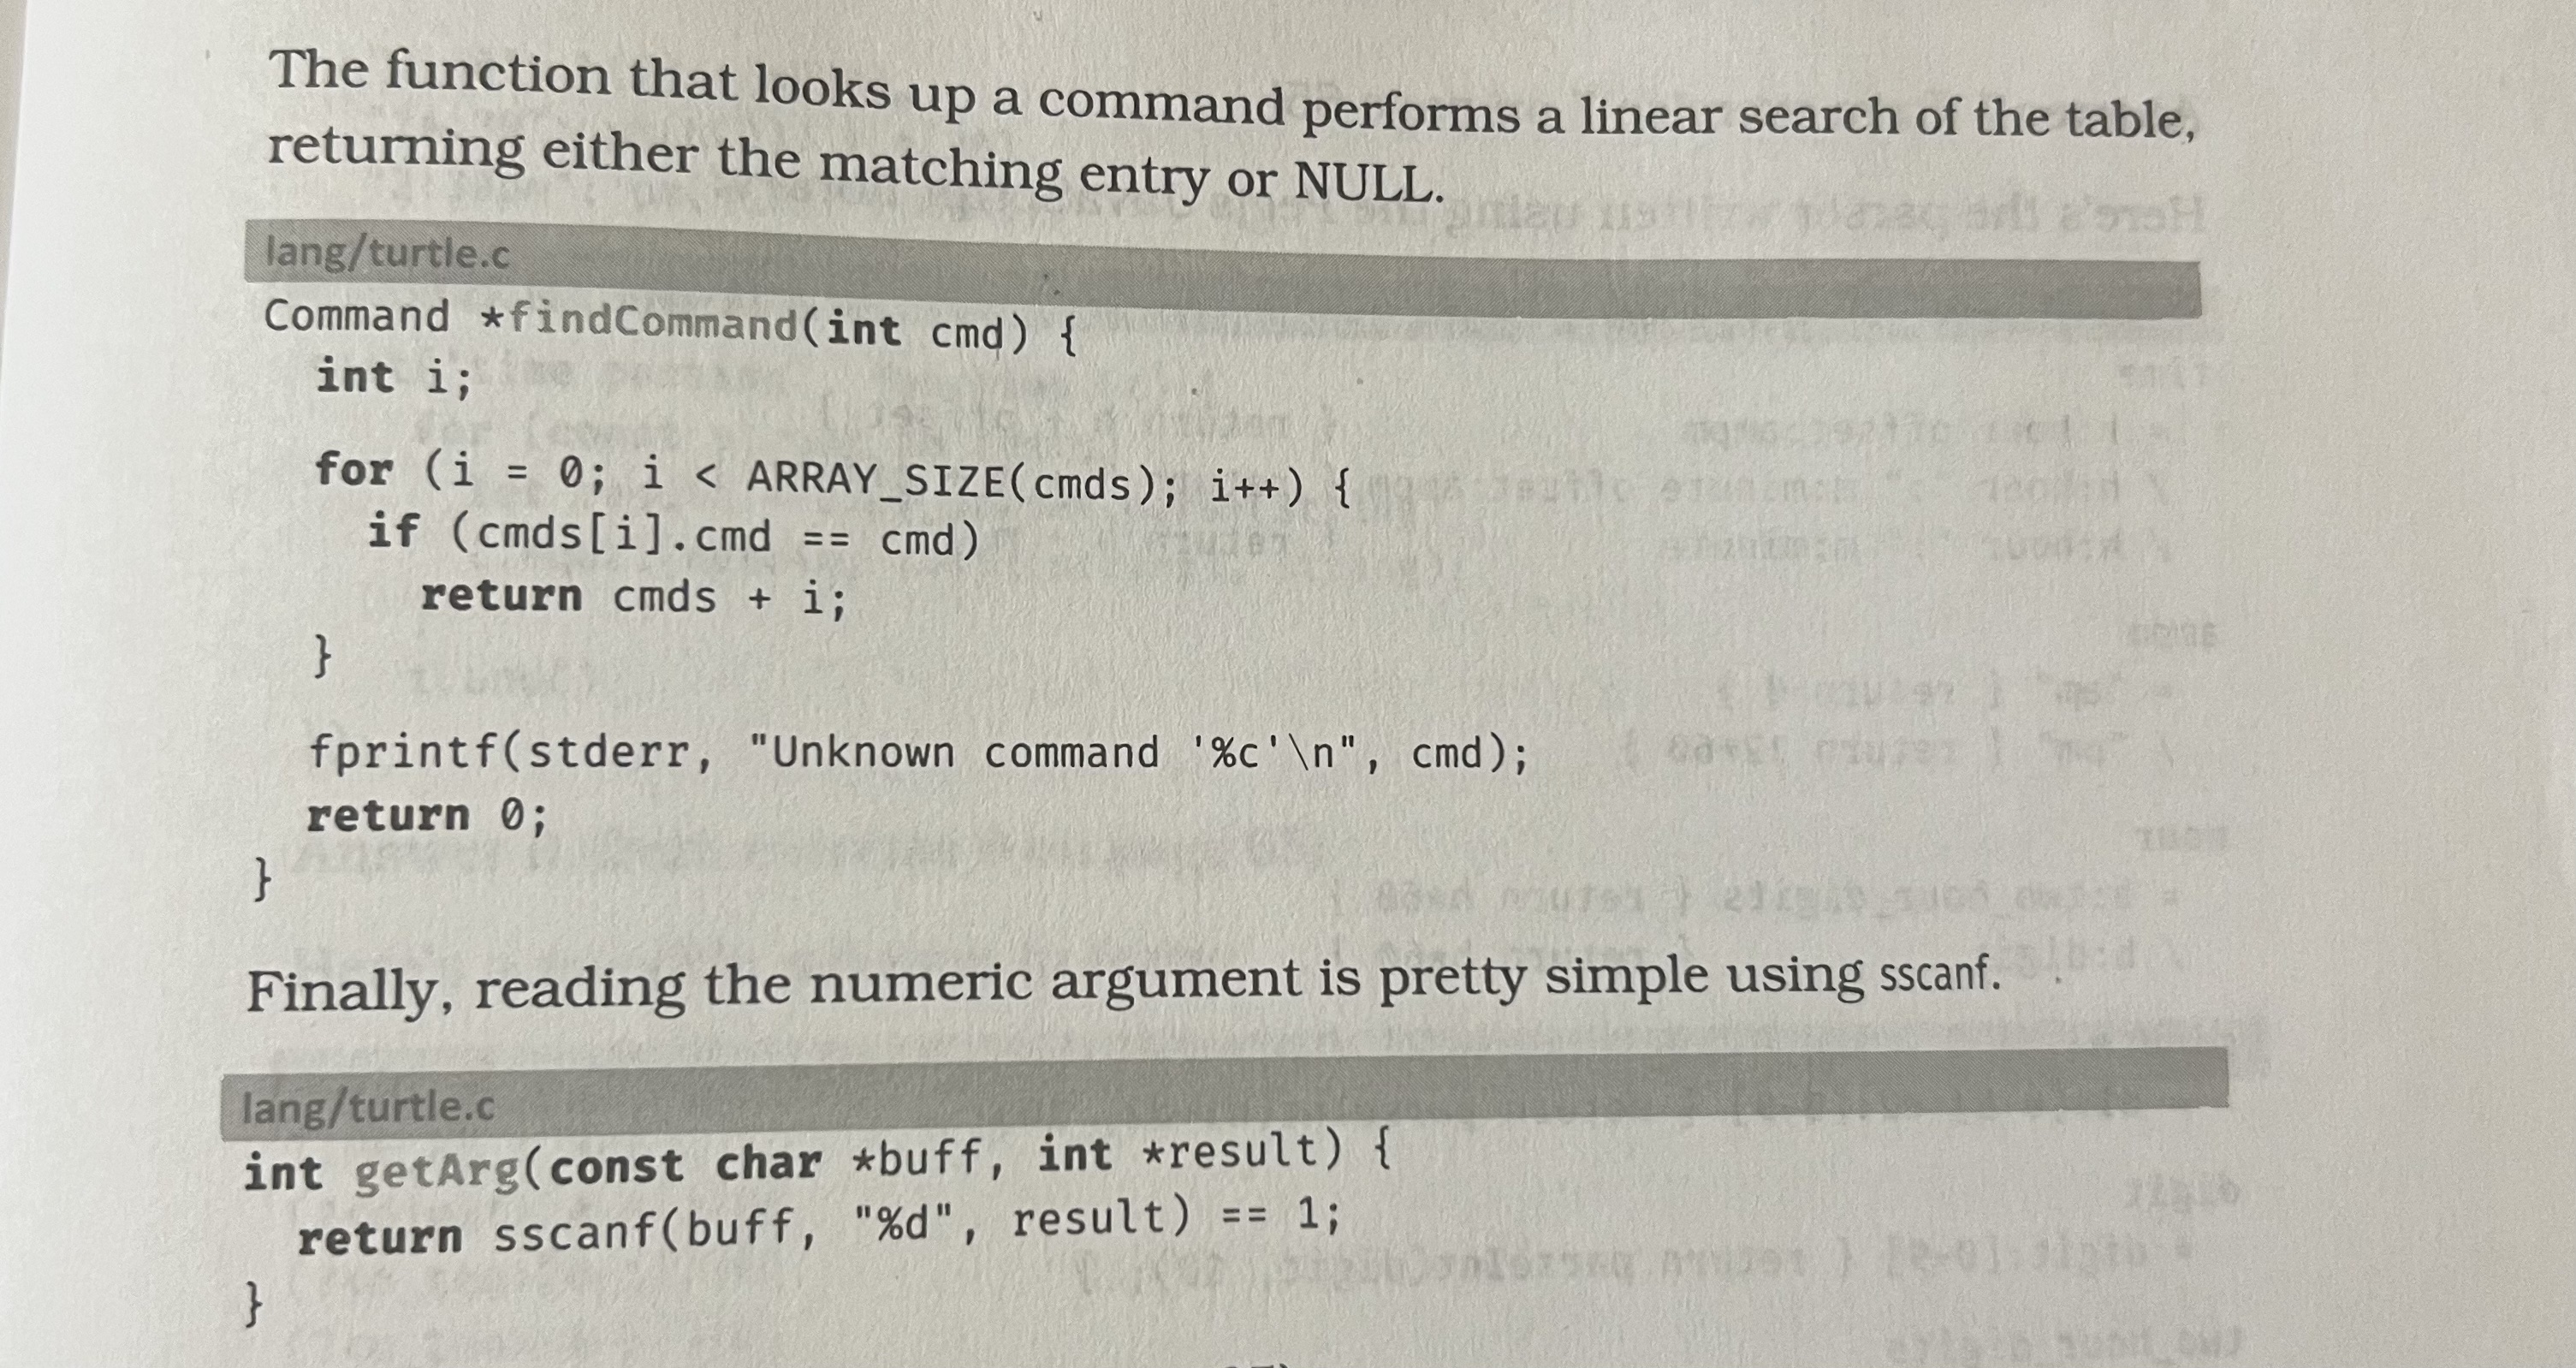 The function that looks up a command performs a linear search of the table,
returning either the matching entry or NULL.
lang/turtle.c
Command *findCommand(int cmd) {
  int i;

  for (i = 0; i < ARRAY_SIZE(cmds); i++) {
    if (cmds[i].cmd == cmd)
      return cmds + i;
  }

  fprintf(stderr, "Unknown command '%c'\n", cmd);
  return 0;
}
Finally, reading the numeric argument is pretty simple using sscanf.
lang/turtle.c
int getArg(const char *buff, int *result) {
  return sscanf(buff, "%d", result) == 1;
}